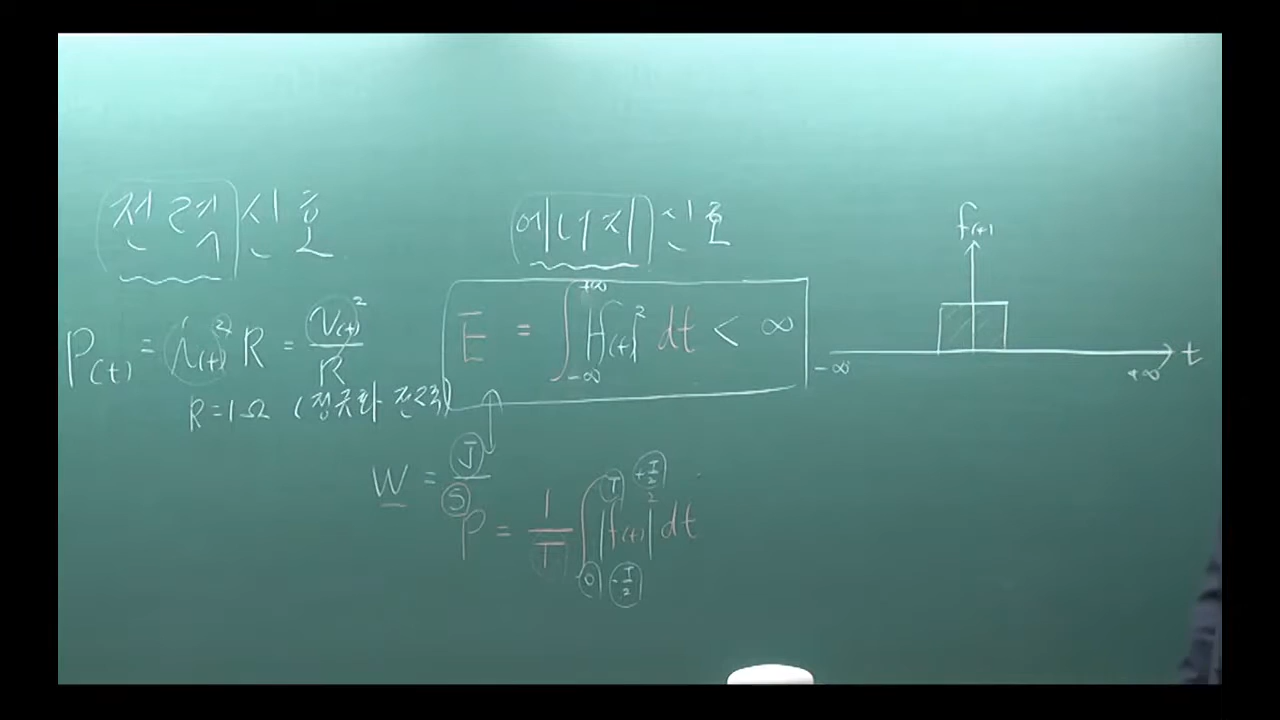 전력신호
P(t) = i(t)² R = V(t)² / R
R=1Ω (정규화 전력)
에너지신호
E = ∫_{-∞}^{+∞} |f(t)|² dt < ∞
W = J / S
P = 1/T ∫_{0, -T/2}^{T, +T/2} |f(t)|² dt
f(t)
-∞ +∞ t